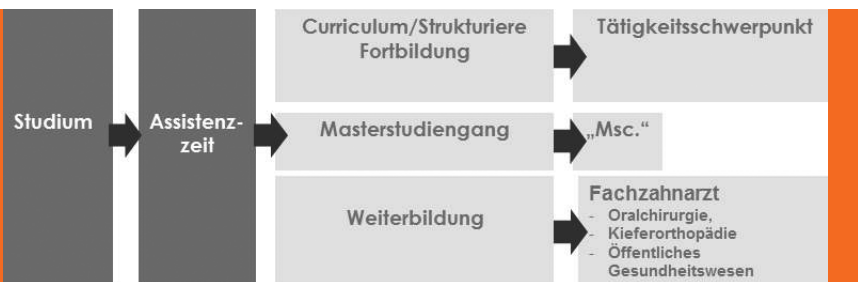 Studium
Assistenz-
zeit
Curriculum/Strukturiere
Fortbildung
Tätigkeitsschwerpunkt
Masterstudiengang
„Msc.“
Weiterbildung
Fachzahnarzt
- Oralchirurgie,
- Kieferorthopädie
- Öffentliches
Gesundheitswesen